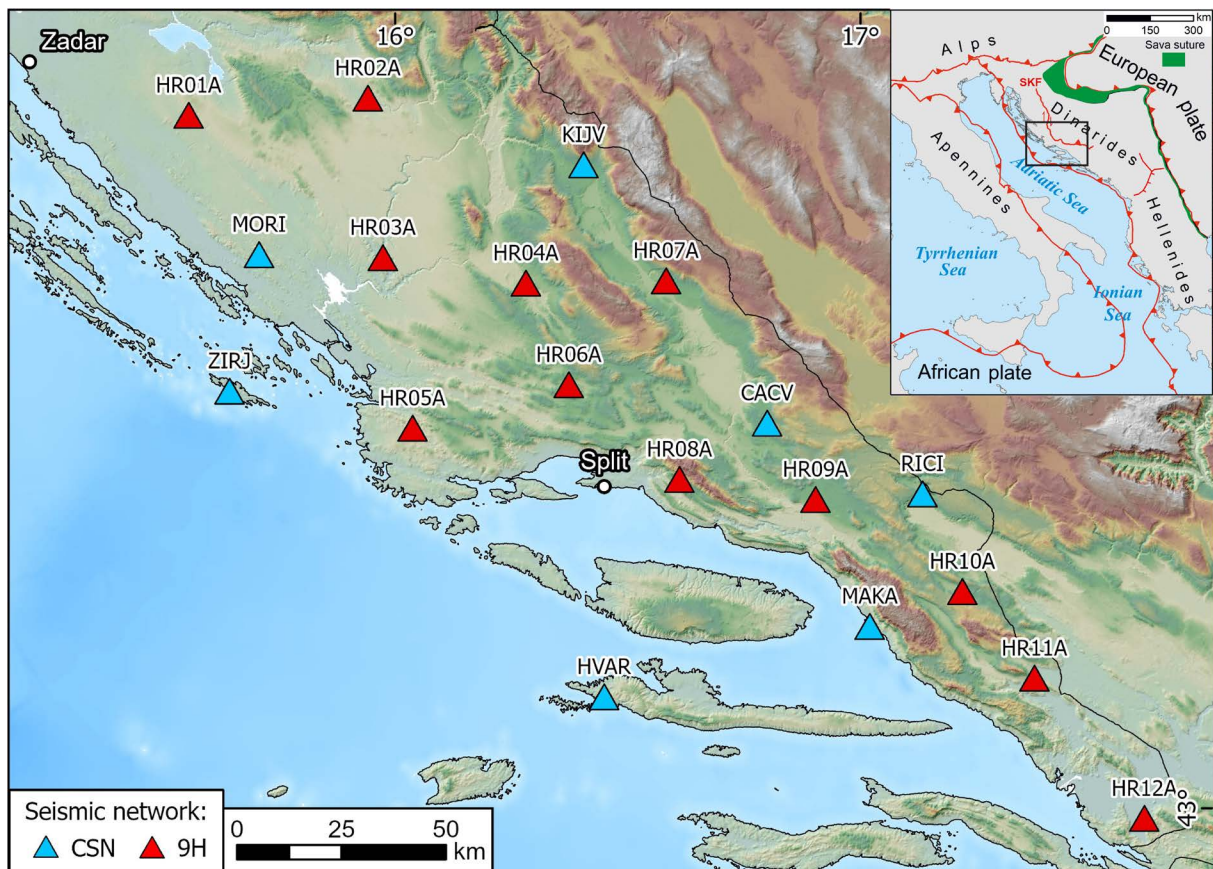 16°
17°
Zadar
HR01A
HR02A
KIJV
MORI
HR03A
HR04A
HR07A
ZIRJ
HR06A
HR05A
CACV
Split
HR08A
HR09A
RICI
HR10A
MAKA
HVAR
HR11A
HR12A
43°
Seismic network:
CSN
9H
0 25 50
km
km
0 150 300
Sava suture
Alps
European plate
SKF
Dinarides
Apennines
Adriatic Sea
Hellenides
Tyrrhenian
Sea
Ionian
Sea
African plate